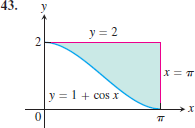 43.
y
y = 2
2
x = π
y = 1 + cos x
0
π
x